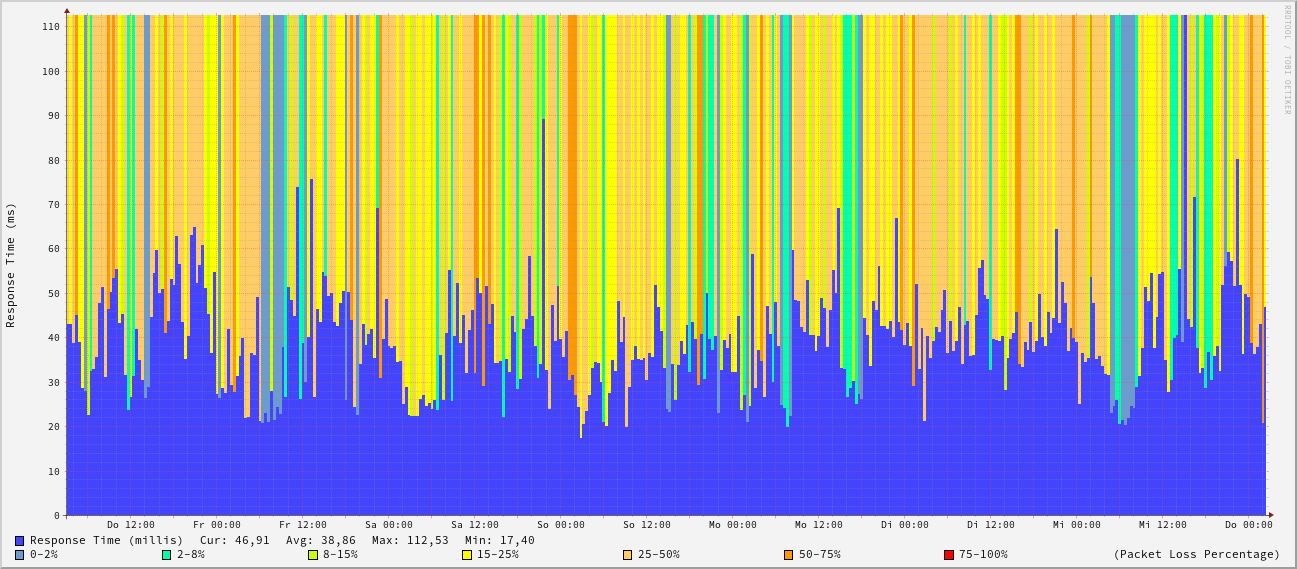 RRDTOOL / TOBI OETIKER
Response Time (ms)
110
100
90
80
70
60
50
40
30
20
10
0
Do 12:00 Fr 00:00 Fr 12:00 Sa 00:00 Sa 12:00 So 00:00 So 12:00 Mo 00:00 Mo 12:00 Di 00:00 Di 12:00 Mi 00:00 Mi 12:00 Do 00:00
Response Time (millis) Cur: 46,91 Avg: 38,86 Max: 112,53 Min: 17,40
0-2% 2-8% 8-15% 15-25% 25-50% 50-75% 75-100% (Packet Loss Percentage)